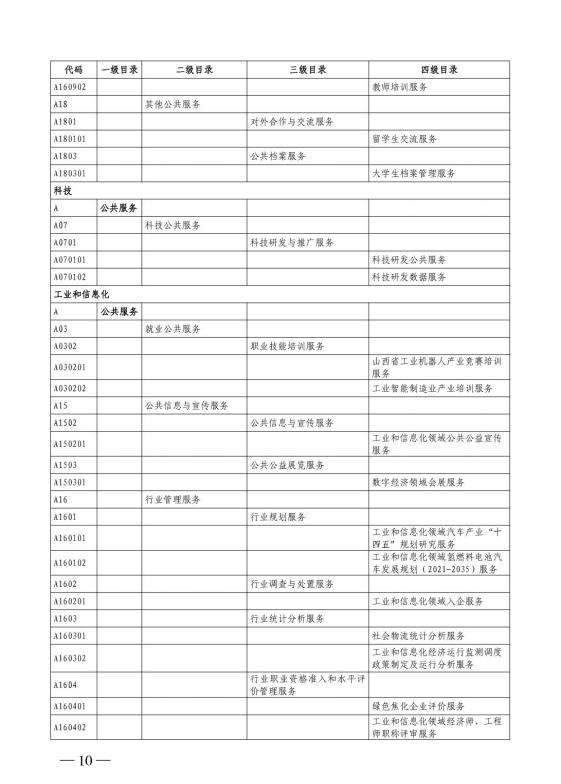 代码 一级目录 二级目录 三级目录 四级目录
A160902 教师培训服务
A18 其他公共服务
A1801 对外合作与交流服务
A180101 留学生交流服务
A1803 公共档案服务
A180301 大学生档案管理服务
科技
A 公共服务
A07 科技公共服务
A0701 科技研发与推广服务
A070101 科技研发公共服务
A070102 科技研发数据服务
工业和信息化
A 公共服务
A03 就业公共服务
A0302 职业技能培训服务
A030201 山西省工业机器人产业竞赛培训
服务
A030202 工业智能制造业产业培训服务
A15 公共信息与宣传服务
A1502 公共信息与宣传服务
A150201 工业和信息化领域公共公益宣传
服务
A1503 公共公益展览服务
A150301 数字经济领域会展服务
A16 行业管理服务
A1601 行业规划服务
A160101 工业和信息化领域汽车产业“十
四五”规划研究服务
A160102 工业和信息化领域氢燃料电池汽
车发展规划（2021-2035）服务
A1602 行业调查与处置服务
A160201 工业和信息化领域入企服务
A1603 行业统计分析服务
A160301 社会物流统计分析服务
A160302 工业和信息化经济运行监测调度
政策制定及运行分析服务
A1604 行业职业资格准入和水平评
价管理服务
A160401 绿色焦化企业评价服务
A160402 工业和信息化领域经济师、工程
师职称评审服务
— 10 —